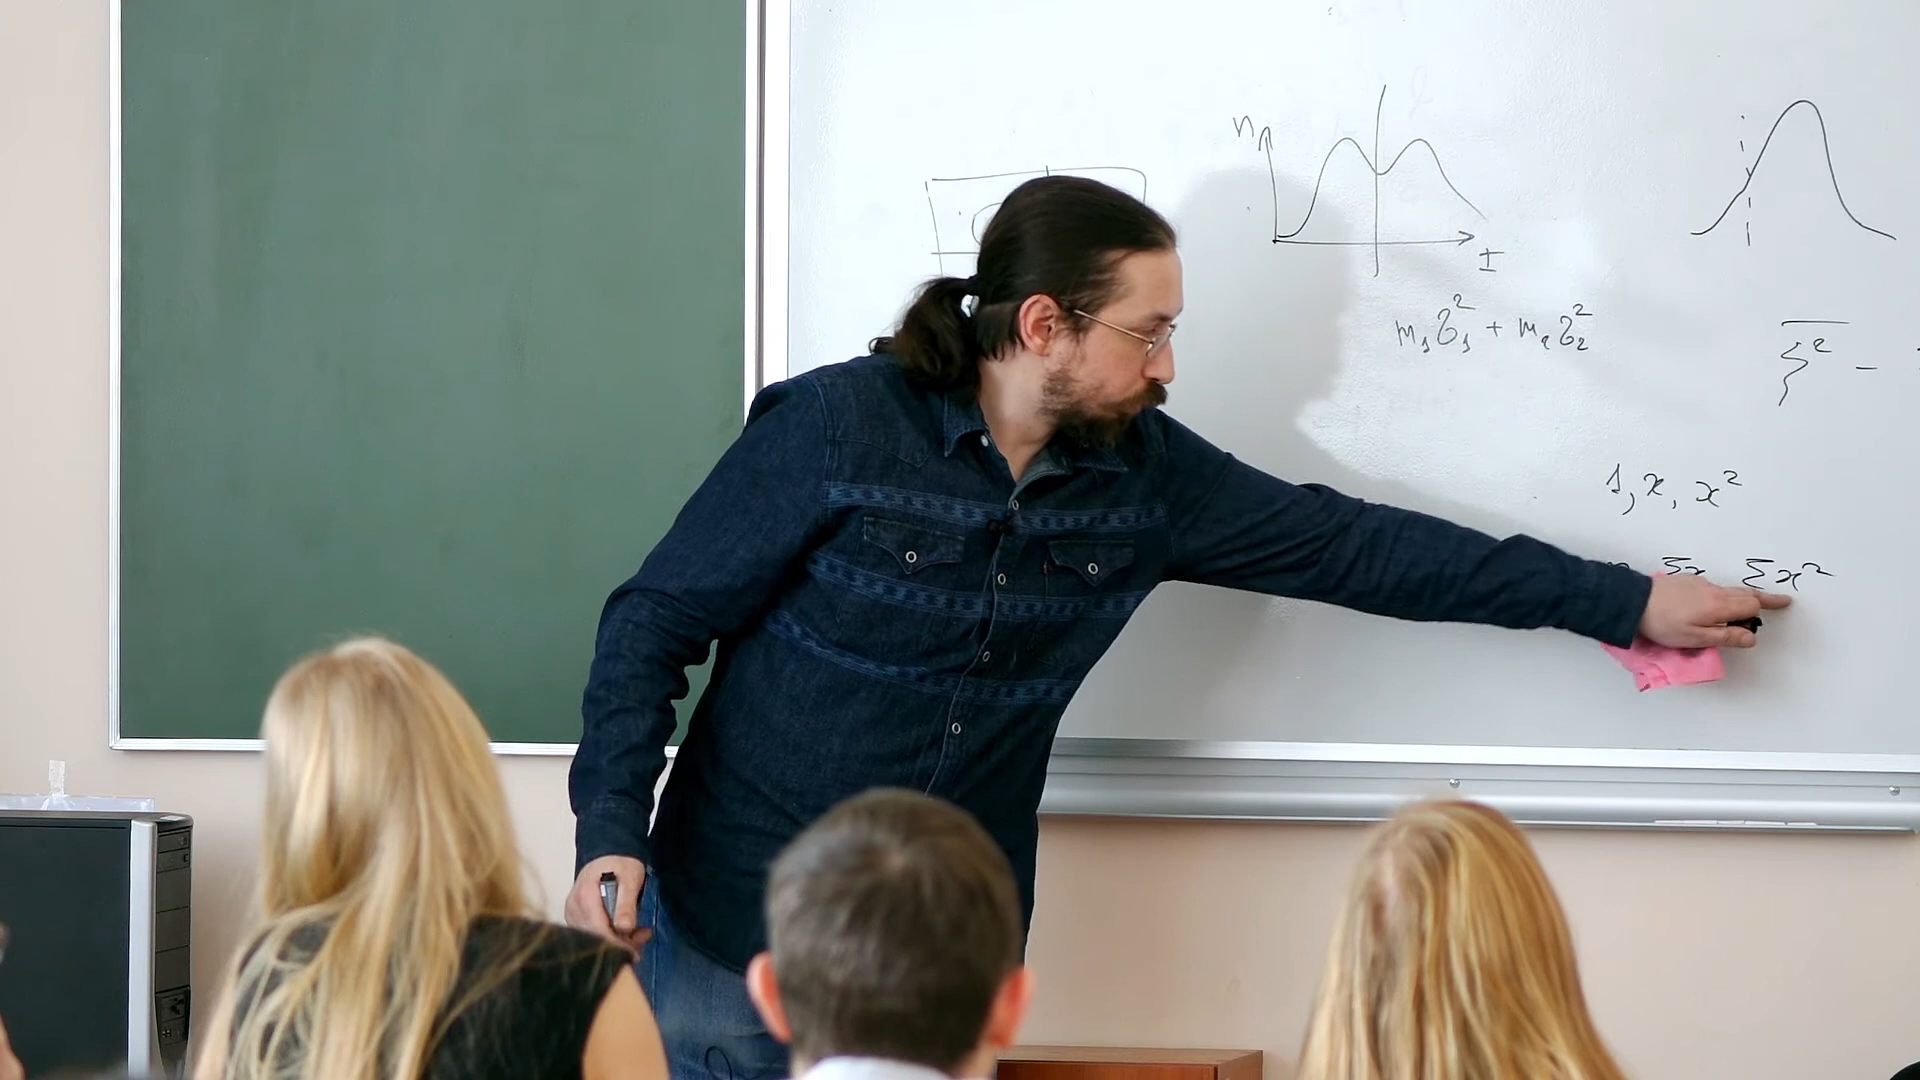 n
I
m₁σ₁² + m₂σ₂²
ξ² -
1, x, x²
Σx Σx²